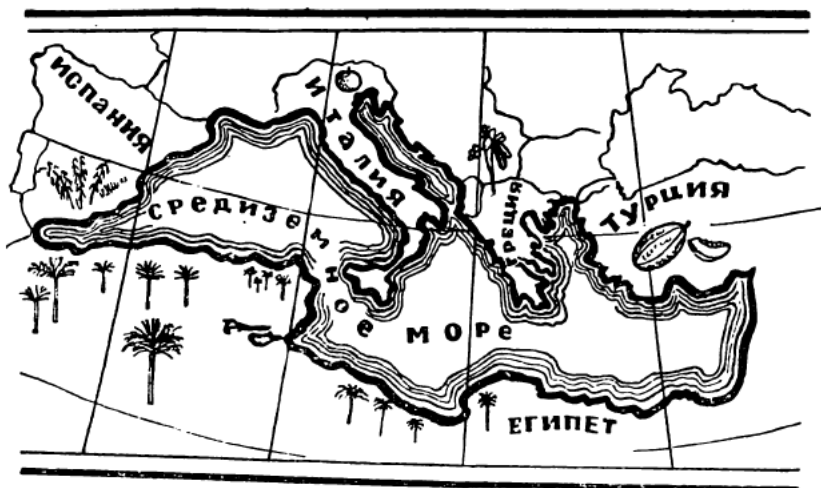 ИСПАНИЯ
ИТАЛИЯ
СРЕДИЗЕМНОЕ МОРЕ
ГРЕЦИЯ
ТУРЦИЯ
ЕГИПЕТ